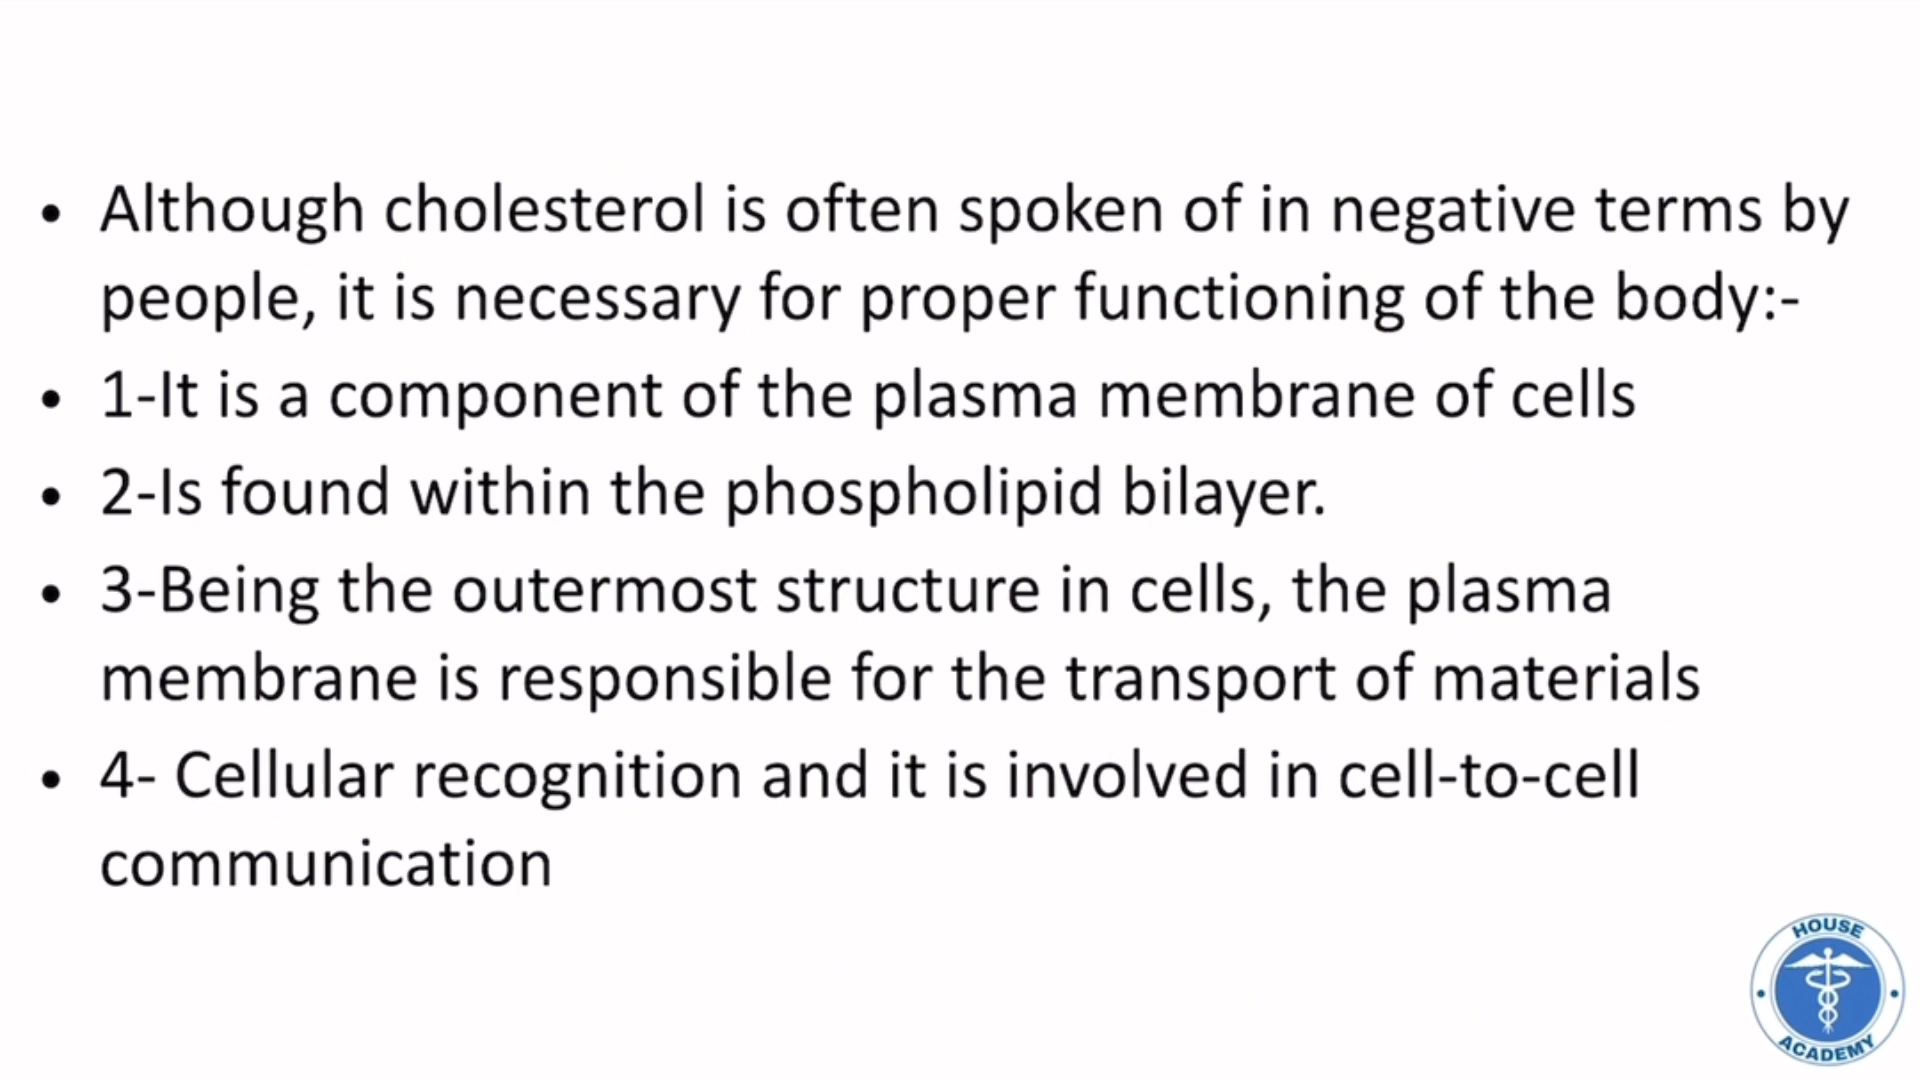 • Although cholesterol is often spoken of in negative terms by
people, it is necessary for proper functioning of the body:-
• 1-It is a component of the plasma membrane of cells
• 2-Is found within the phospholipid bilayer.
• 3-Being the outermost structure in cells, the plasma
membrane is responsible for the transport of materials
• 4- Cellular recognition and it is involved in cell-to-cell
communication
HOUSE
ACADEMY